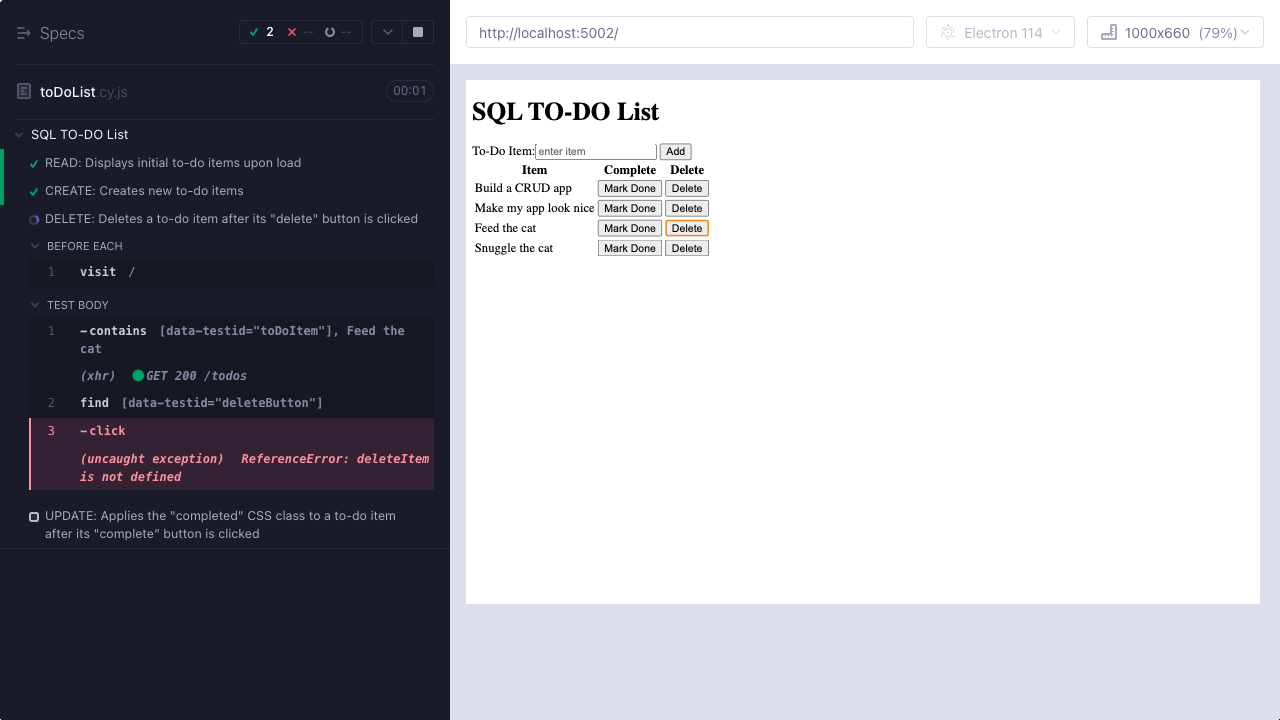 Specs
2
--
--
toDoList.cy.js
00:01
SQL TO-DO List
READ: Displays initial to-do items upon load
CREATE: Creates new to-do items
DELETE: Deletes a to-do item after its "delete" button is clicked
BEFORE EACH
1 visit /
TEST BODY
1 -contains [data-testid="toDoItem"], Feed the
cat
(xhr) GET 200 /todos
2 find [data-testid="deleteButton"]
3 -click
(uncaught exception) ReferenceError: deleteItem
is not defined
UPDATE: Applies the "completed" CSS class to a to-do item
after its "complete" button is clicked
http://localhost:5002/
Electron 114
1000x660 (79%)
SQL TO-DO List
To-Do Item: enter item Add
Item Complete Delete
Build a CRUD app Mark Done Delete
Make my app look nice Mark Done Delete
Feed the cat Mark Done Delete
Snuggle the cat Mark Done Delete